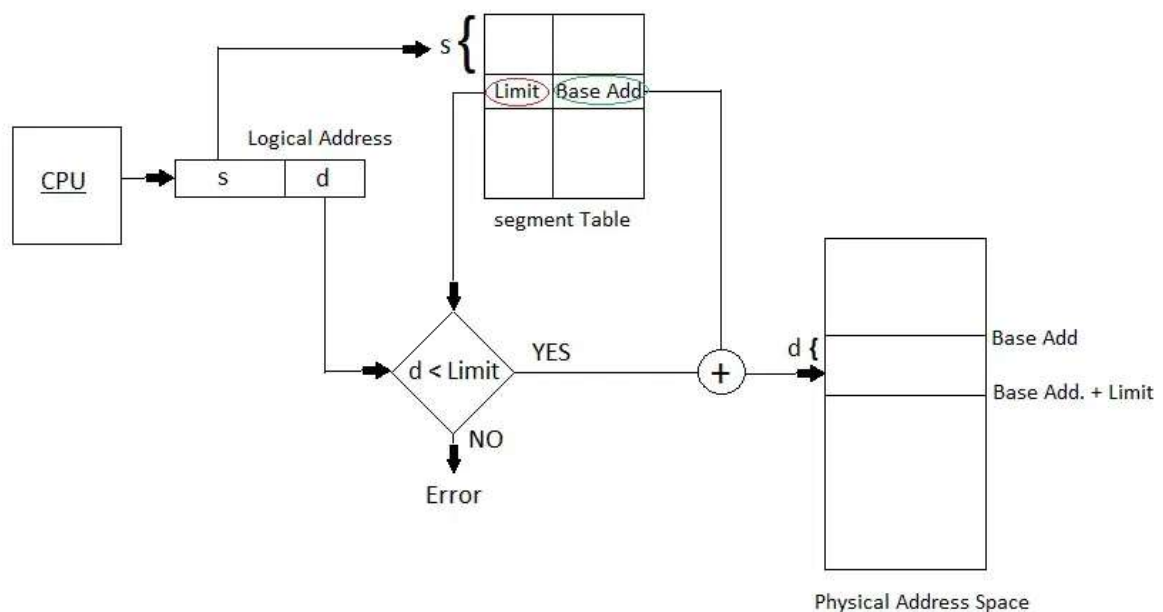 s {
Limit Base Add
Logical Address
CPU
s d
segment Table
d < Limit
YES
+
d {
Base Add
Base Add. + Limit
NO
Error
Physical Address Space